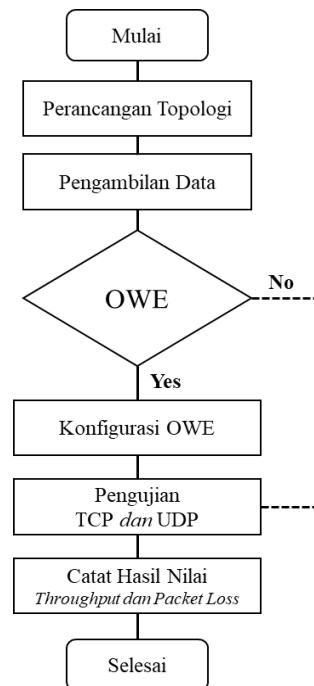 Mulai
Perancangan Topologi
Pengambilan Data
OWE
No
Yes
Konfigurasi OWE
Pengujian
TCP dan UDP
Catat Hasil Nilai
Throughput dan Packet Loss
Selesai